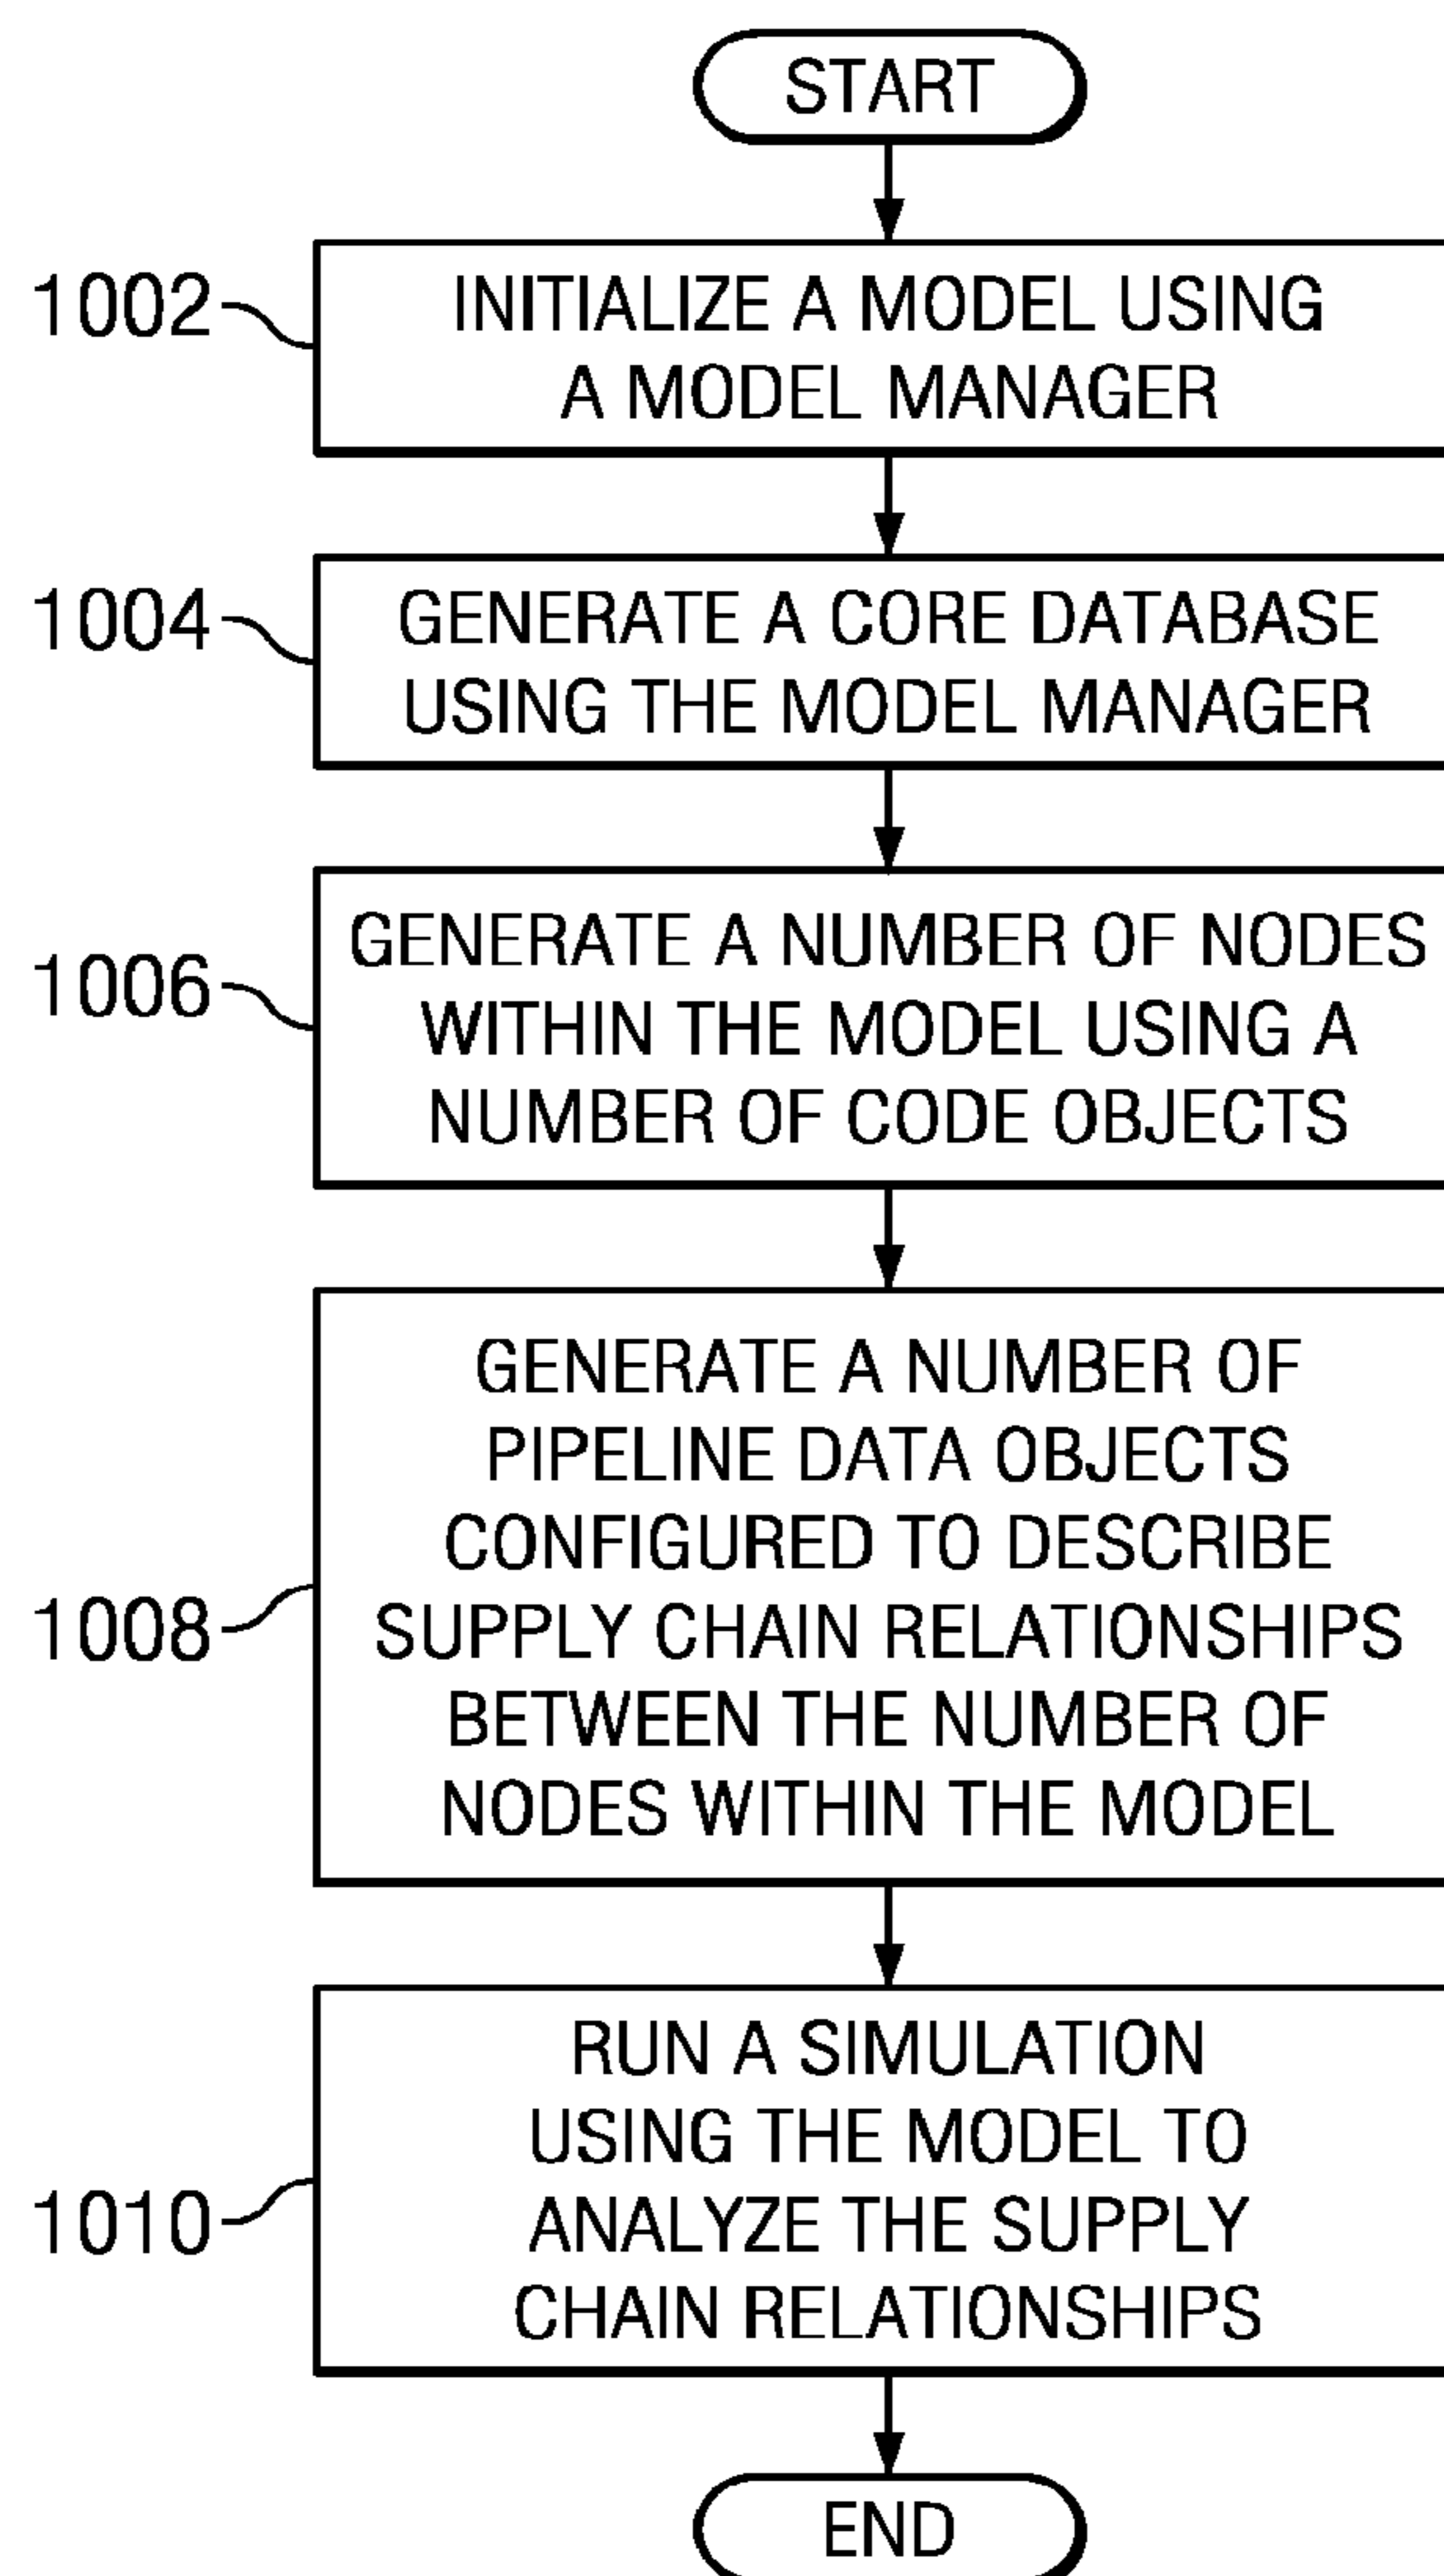 START
1002
INITIALIZE A MODEL USING
A MODEL MANAGER
1004
GENERATE A CORE DATABASE
USING THE MODEL MANAGER
1006
GENERATE A NUMBER OF NODES
WITHIN THE MODEL USING A
NUMBER OF CODE OBJECTS
1008
GENERATE A NUMBER OF
PIPELINE DATA OBJECTS
CONFIGURED TO DESCRIBE
SUPPLY CHAIN RELATIONSHIPS
BETWEEN THE NUMBER OF
NODES WITHIN THE MODEL
1010
RUN A SIMULATION
USING THE MODEL TO
ANALYZE THE SUPPLY
CHAIN RELATIONSHIPS
END